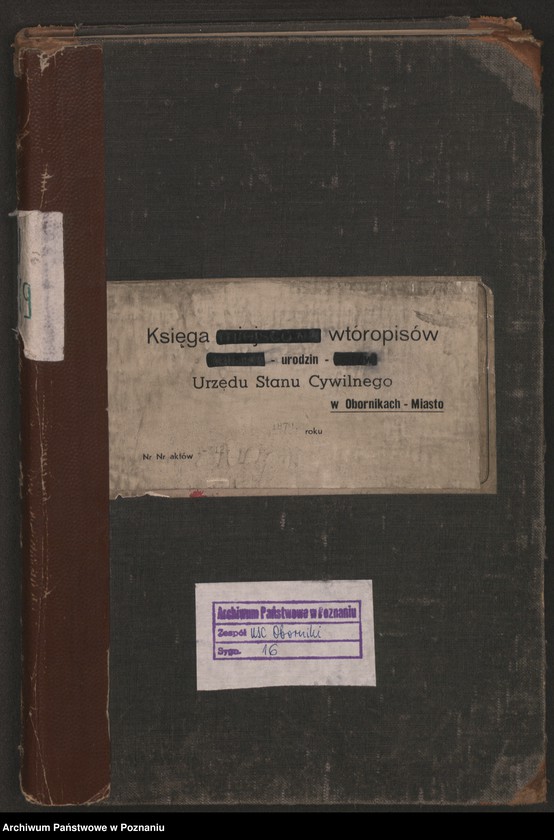 Księga wtóropisów
- urodzin -
Urzędu Stanu Cywilnego
w Obornikach - Miasto
roku
Nr Nr aktów
Archiwum Państwowe w Poznaniu
Zespół USC Oborniki
Sygn. 16
Archiwum Państwowe w Poznaniu